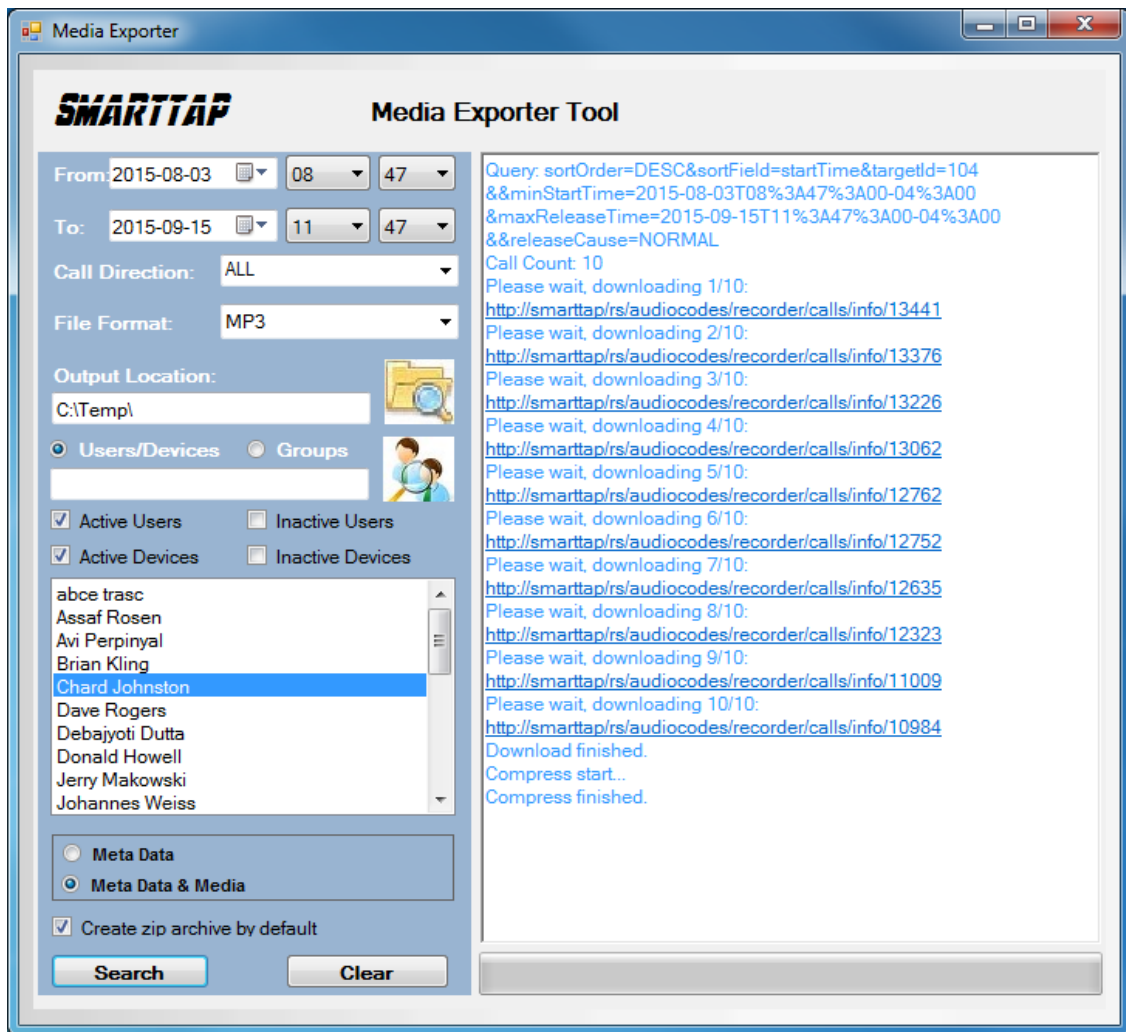 Media Exporter
SMARTTAP
Media Exporter Tool
From: 2015-08-03 08 47
To: 2015-09-15 11 47
Call Direction: ALL
File Format: MP3
Output Location:
C:\Temp\
Users/Devices Groups
Active Users Inactive Users
Active Devices Inactive Devices
abce trasc
Assaf Rosen
Avi Perpinyal
Brian Kling
Chard Johnston
Dave Rogers
Debajyoti Dutta
Donald Howell
Jerry Makowski
Johannes Weiss
Meta Data
Meta Data & Media
Create zip archive by default
Search Clear
Query: sortOrder=DESC&sortField=startTime&targetId=104
&&minStartTime=2015-08-03T08%3A47%3A00-04%3A00
&maxReleaseTime=2015-09-15T11%3A47%3A00-04%3A00
&&releaseCause=NORMAL
Call Count: 10
Please wait, downloading 1/10:
http://smarttap/rs/audiocodes/recorder/calls/info/13441
Please wait, downloading 2/10:
http://smarttap/rs/audiocodes/recorder/calls/info/13376
Please wait, downloading 3/10:
http://smarttap/rs/audiocodes/recorder/calls/info/13226
Please wait, downloading 4/10:
http://smarttap/rs/audiocodes/recorder/calls/info/13062
Please wait, downloading 5/10:
http://smarttap/rs/audiocodes/recorder/calls/info/12762
Please wait, downloading 6/10:
http://smarttap/rs/audiocodes/recorder/calls/info/12752
Please wait, downloading 7/10:
http://smarttap/rs/audiocodes/recorder/calls/info/12635
Please wait, downloading 8/10:
http://smarttap/rs/audiocodes/recorder/calls/info/12323
Please wait, downloading 9/10:
http://smarttap/rs/audiocodes/recorder/calls/info/11009
Please wait, downloading 10/10:
http://smarttap/rs/audiocodes/recorder/calls/info/10984
Download finished.
Compress start...
Compress finished.